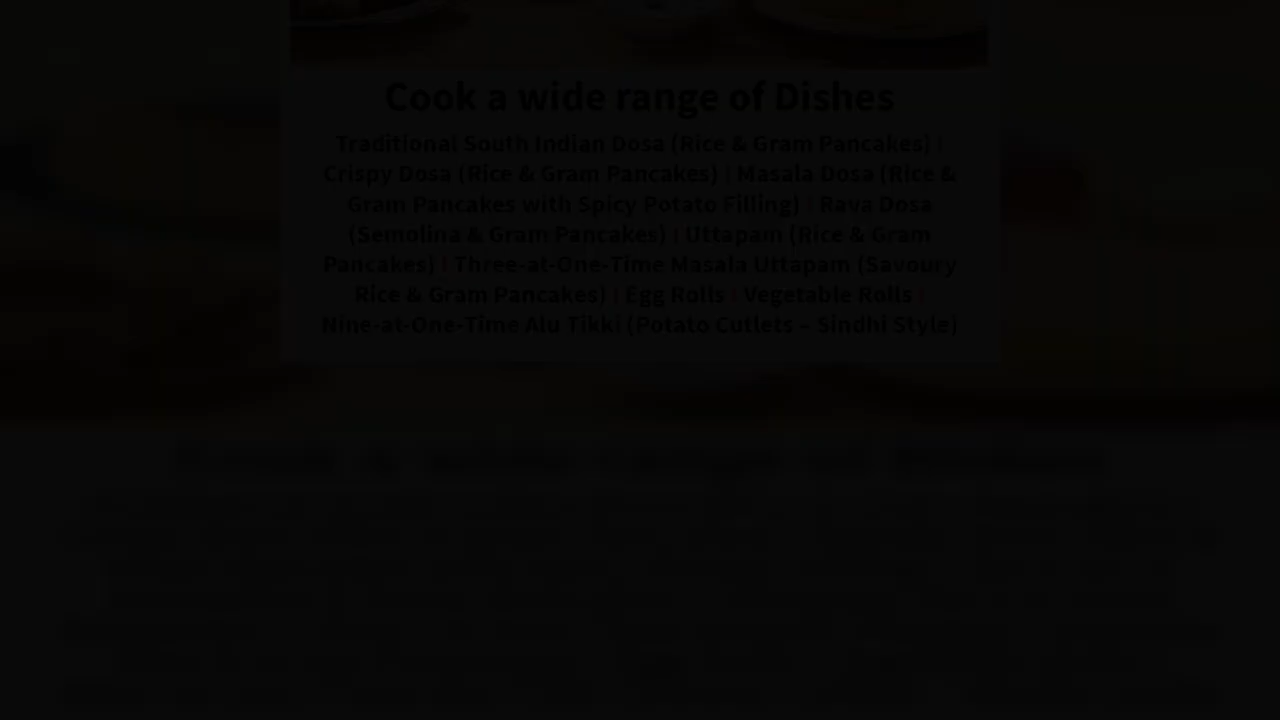 Cook a wide range of Dishes
Traditional South Indian Dosa (Rice & Gram Pancakes) |
Crispy Dosa (Rice & Gram Pancakes) | Masala Dosa (Rice &
Gram Pancakes with Spicy Potato Filling) | Rava Dosa
(Semolina & Gram Pancakes) | Uttapam (Rice & Gram
Pancakes) | Three-at-One-Time Masala Uttapam (Savoury
Rice & Gram Pancakes) | Egg Rolls | Vegetable Rolls |
Nine-at-One-Time Alu Tikki (Potato Cutlets – Sindhi Style)